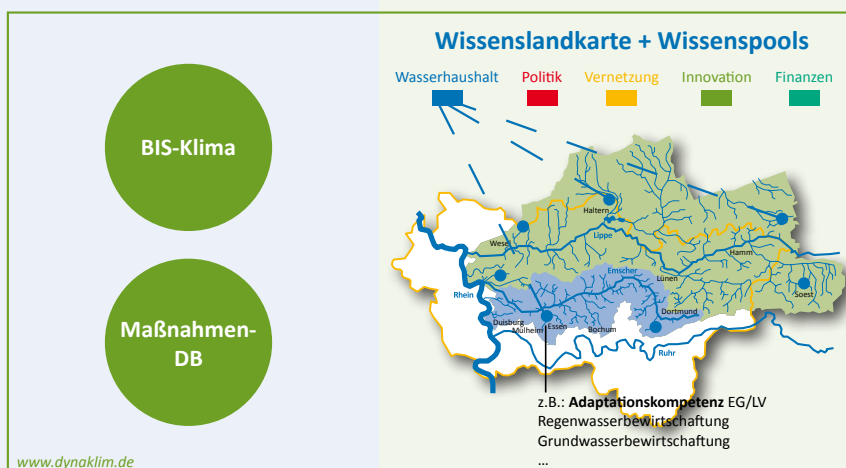 Wissenslandkarte + Wissenspools
Wasserhaushalt Politik Vernetzung Innovation Finanzen
BIS-Klima
Maßnahmen-
DB
Haltern
Wesel
Lippe
Hamm
Emscher
Lünen
Rhein
Soest
Duisburg
Mülheim
Essen
Bochum
Dortmund
Ruhr
z.B.: Adaptationskompetenz EG/LV
Regenwasserbewirtschaftung
Grundwasserbewirtschaftung
...
www.dynaklim.de